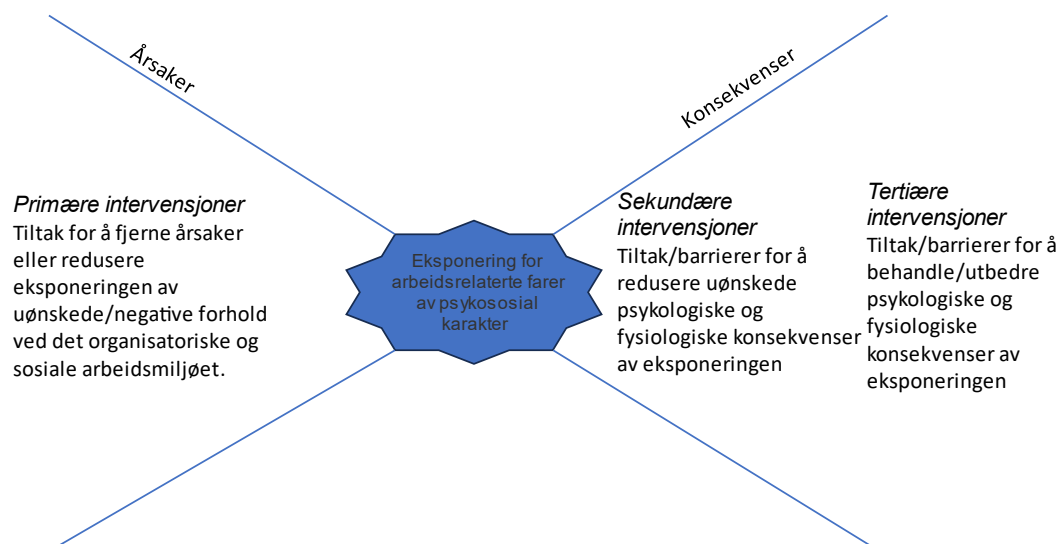 Årsaker
Konsekvenser
Primære intervensjoner
Tiltak for å fjerne årsaker
eller redusere
eksponeringen av
uønskede/negative forhold
ved det organisatoriske og
sosiale arbeidsmiljøet.
Eksponering for
arbeidsrelaterte farer
av psykososial
karakter
Sekundære
intervensjoner
Tiltak/barrierer for å
redusere uønskede
psykologiske og
fysiologiske konsekvenser
av eksponeringen
Tertiære
intervensjoner
Tiltak/barrierer for å
behandle/utbedre
psykologiske og
fysiologiske
konsekvenser av
eksponeringen